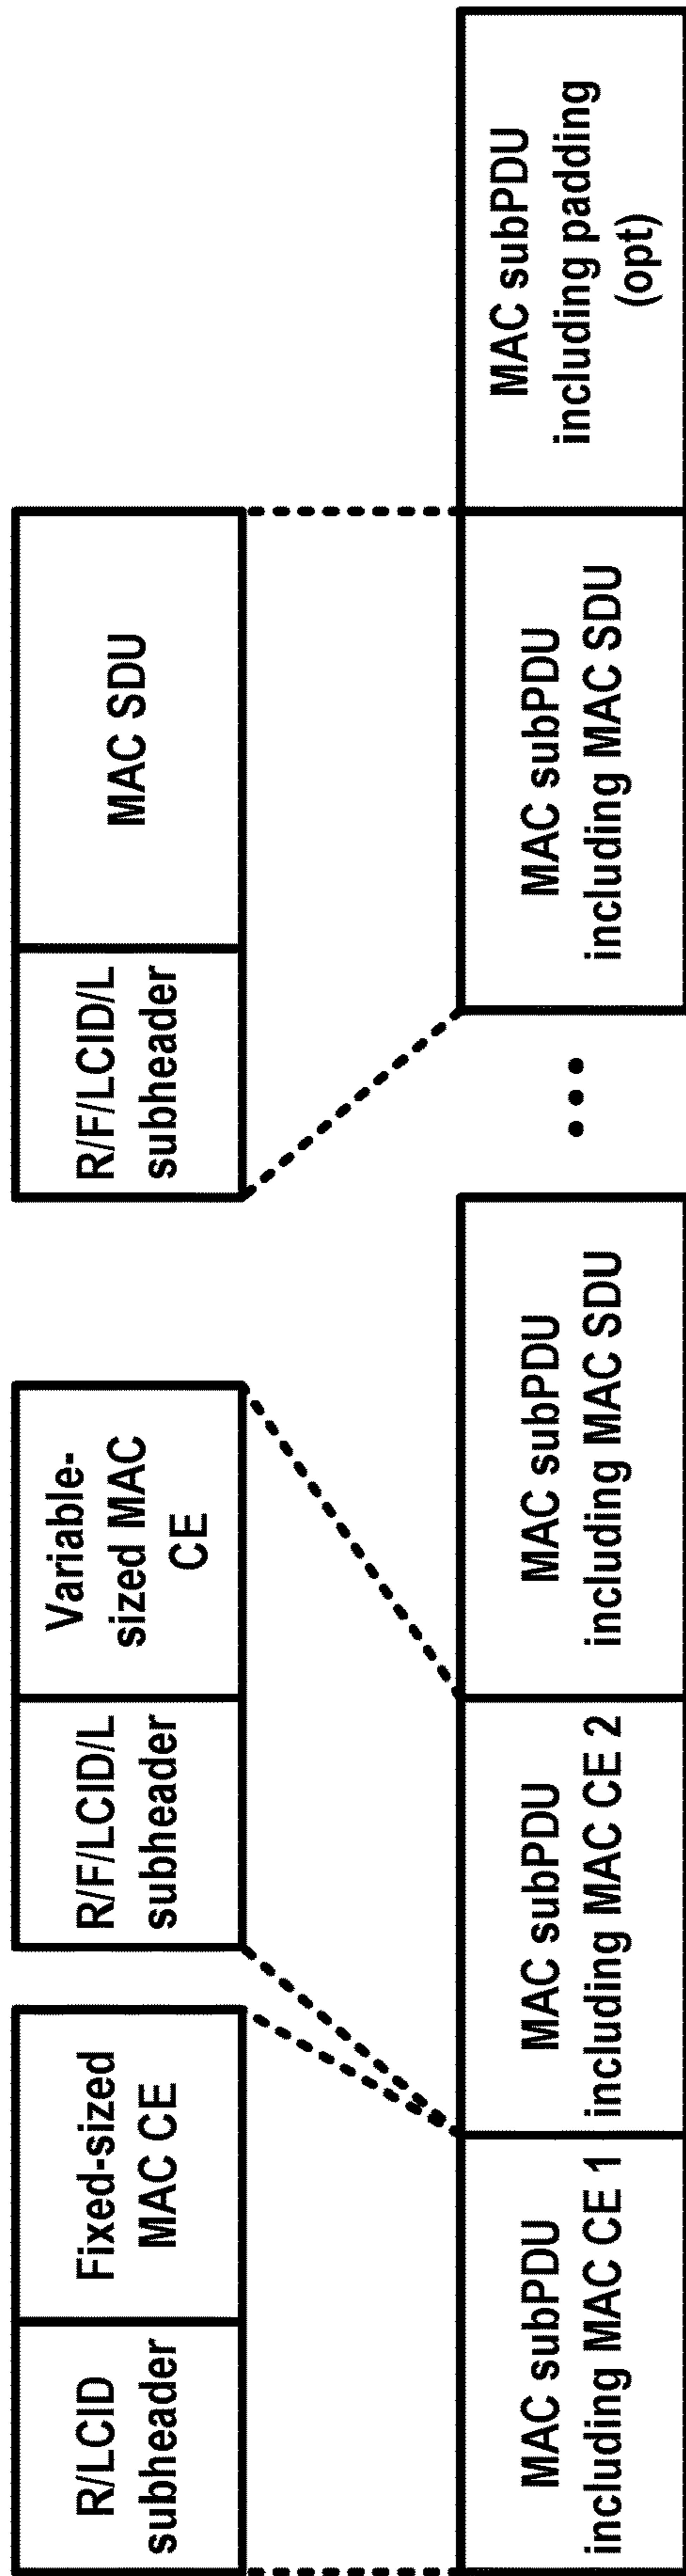 R/LCID
subheader
Fixed-sized
MAC CE
R/F/LCID/L
subheader
Variable-
sized MAC
CE
R/F/LCID/L
subheader
MAC SDU
MAC subPDU
including MAC CE 1
MAC subPDU
including MAC CE 2
MAC subPDU
including MAC SDU
•••
MAC subPDU
including MAC SDU
MAC subPDU
including padding
(opt)